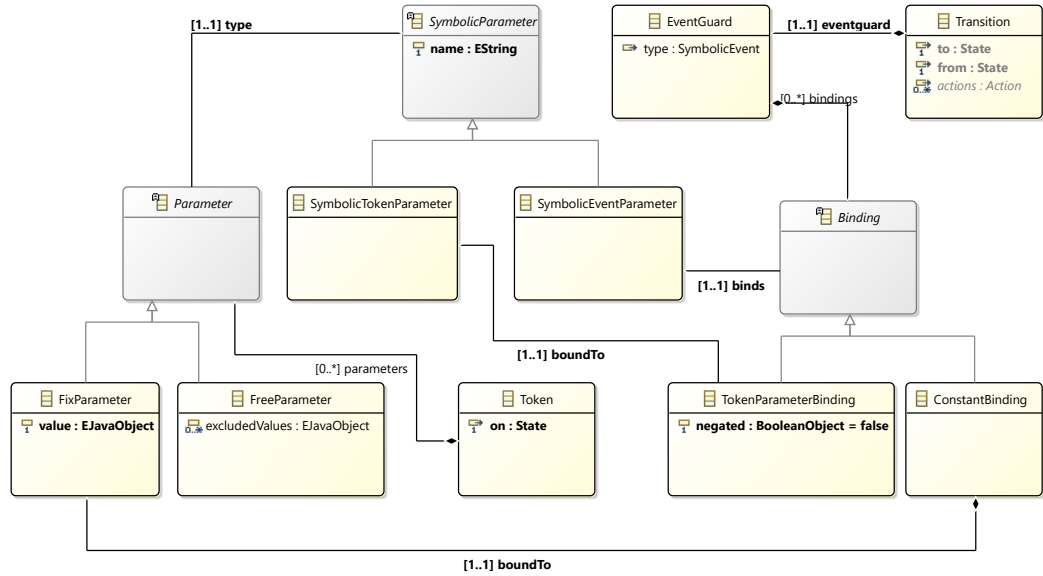 SymbolicParameter
EventGuard
Transition
[1..1] type
[1..1] eventguard
name : EString
type : SymbolicEvent
to : State
from : State
actions : Action
[0..*] bindings
Parameter
SymbolicTokenParameter
SymbolicEventParameter
Binding
[1..1] binds
[1..1] boundTo
[0..*] parameters
FixParameter
FreeParameter
Token
TokenParameterBinding
ConstantBinding
value : EJavaObject
excludedValues : EJavaObject
on : State
negated : BooleanObject = false
[1..1] boundTo